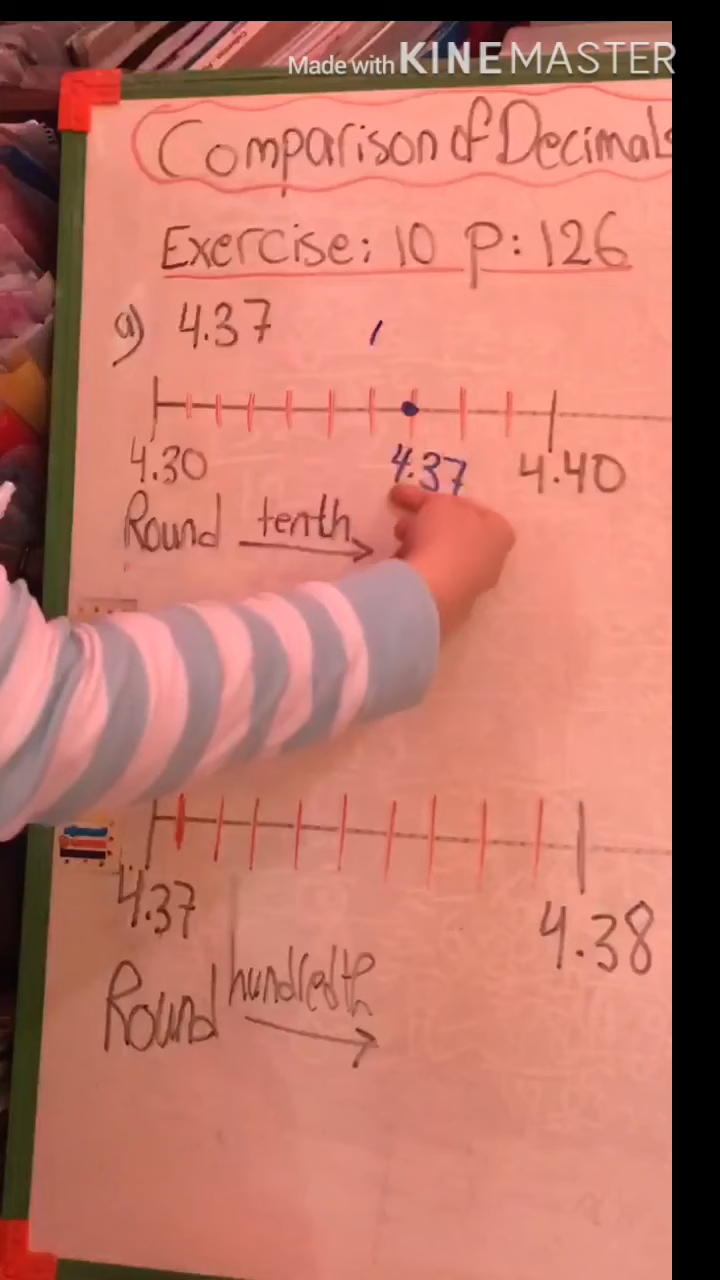 Made with KINEMASTER
Comparison of Decimals
Exercise: 10 p: 126
a) 4.37
4.30 4.37 4.40
Round tenth
4.37 4.38
Round hundredth